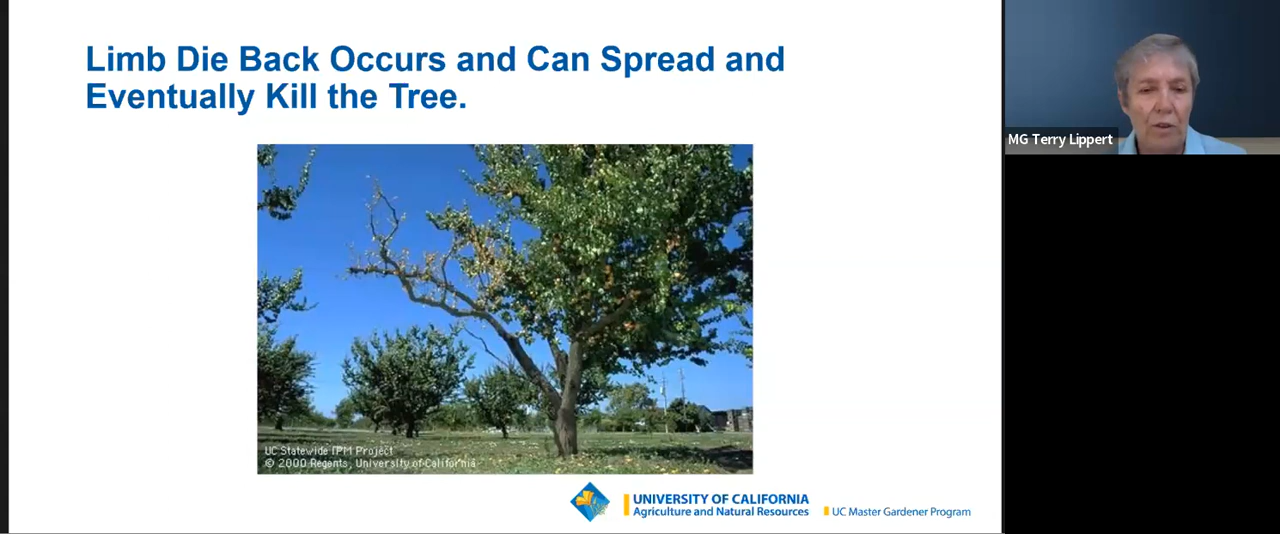 Limb Die Back Occurs and Can Spread and
Eventually Kill the Tree.
MG Terry Lippert
UC Statewide IPM Project
© 2000 Regents, University of California
UNIVERSITY OF CALIFORNIA
Agriculture and Natural Resources
UC Master Gardener Program